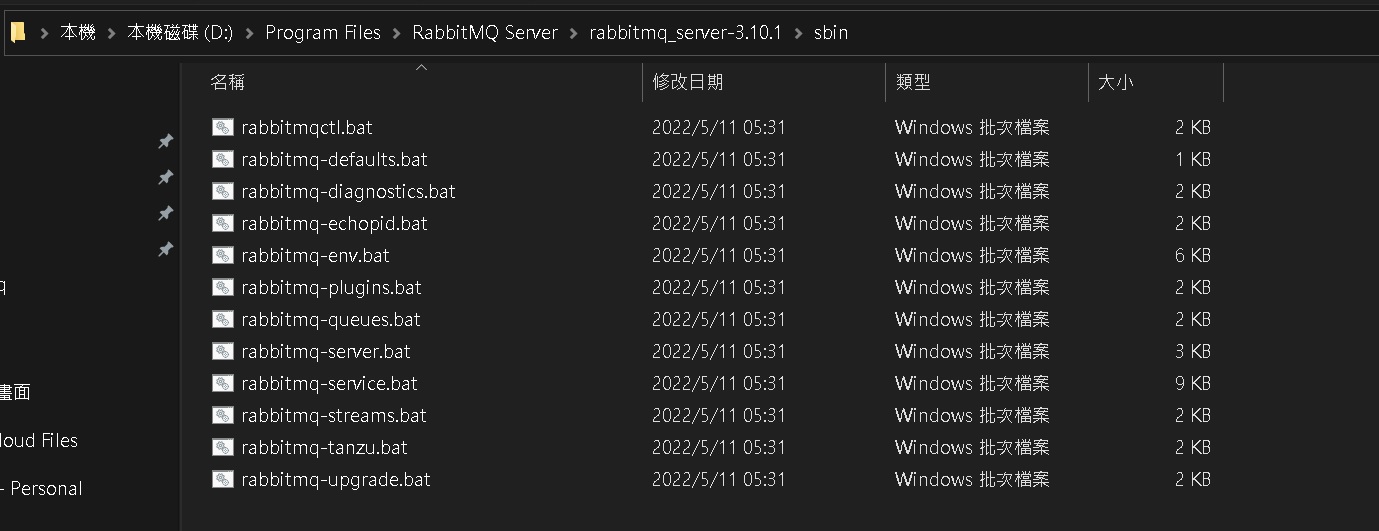 本機 > 本機磁碟 (D:) > Program Files > RabbitMQ Server > rabbitmq_server-3.10.1 > sbin
名稱 修改日期 類型 大小
rabbitmqctl.bat 2022/5/11 05:31 Windows 批次檔案 2 KB
rabbitmq-defaults.bat 2022/5/11 05:31 Windows 批次檔案 1 KB
rabbitmq-diagnostics.bat 2022/5/11 05:31 Windows 批次檔案 2 KB
rabbitmq-echopid.bat 2022/5/11 05:31 Windows 批次檔案 2 KB
rabbitmq-env.bat 2022/5/11 05:31 Windows 批次檔案 6 KB
q
rabbitmq-plugins.bat 2022/5/11 05:31 Windows 批次檔案 2 KB
rabbitmq-queues.bat 2022/5/11 05:31 Windows 批次檔案 2 KB
rabbitmq-server.bat 2022/5/11 05:31 Windows 批次檔案 3 KB
rabbitmq-service.bat 2022/5/11 05:31 Windows 批次檔案 9 KB
畫面
rabbitmq-streams.bat 2022/5/11 05:31 Windows 批次檔案 2 KB
loud Files
rabbitmq-tanzu.bat 2022/5/11 05:31 Windows 批次檔案 2 KB
rabbitmq-upgrade.bat 2022/5/11 05:31 Windows 批次檔案 2 KB
- Personal